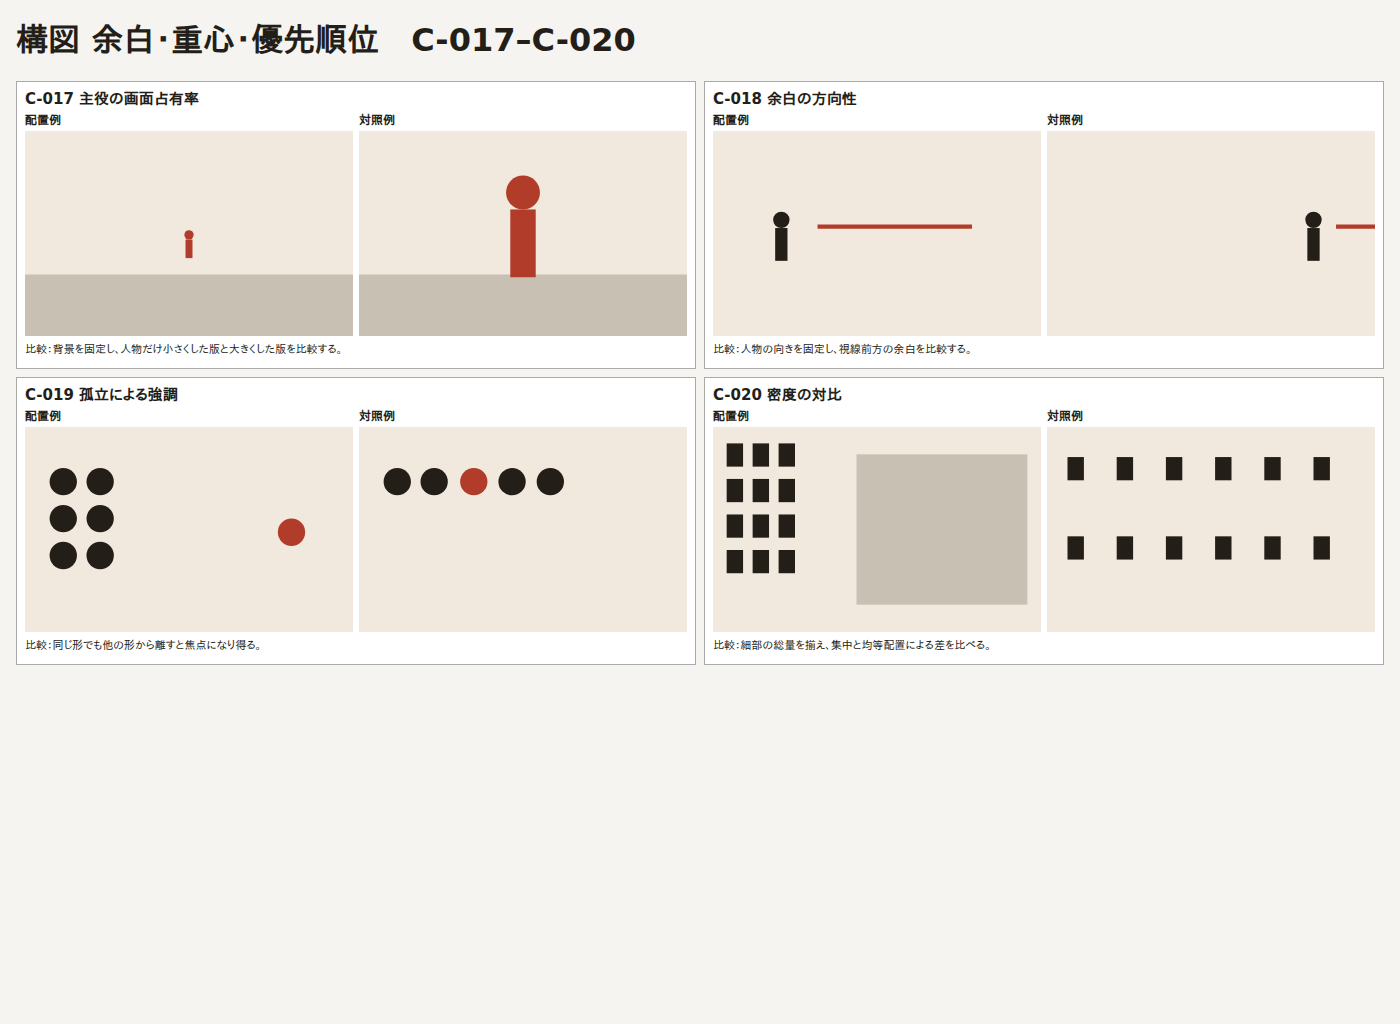 構図 余白・重心・優先順位　C-017–C-020
C-017 主役の画面占有率
配置例
対照例
比較：背景を固定し、人物だけ小さくした版と大きくした版を比較する。
C-018 余白の方向性
配置例
対照例
比較：人物の向きを固定し、視線前方の余白を比較する。
C-019 孤立による強調
配置例
対照例
比較：同じ形でも他の形から離すと焦点になり得る。
C-020 密度の対比
配置例
対照例
比較：細部の総量を揃え、集中と均等配置による差を比べる。